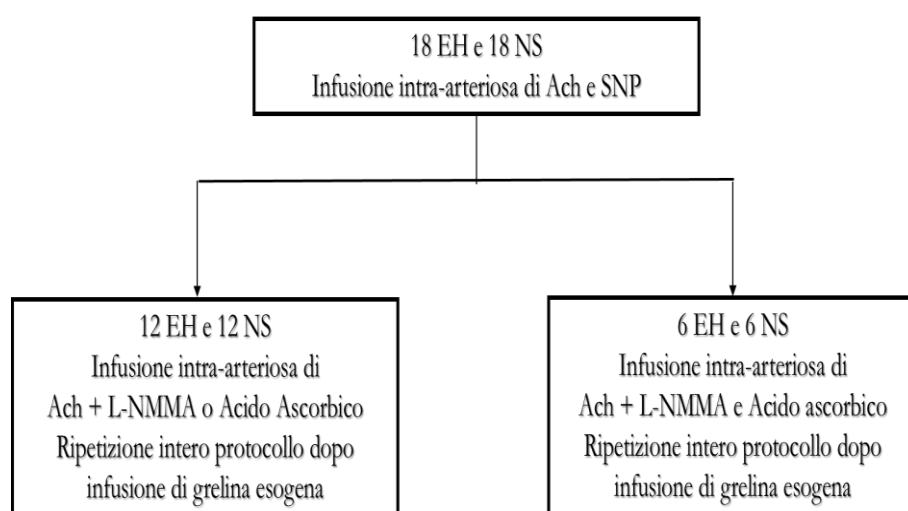 18 EH e 18 NS
Infusione intra-arteriosa di Ach e SNP
12 EH e 12 NS
Infusione intra-arteriosa di
Ach + L-NMMA o Acido Ascorbico
Ripetizione intero protocollo dopo
infusione di grelina esogena
6 EH e 6 NS
Infusione intra-arteriosa di
Ach + L-NMMA e Acido ascorbico
Ripetizione intero protocollo dopo
infusione di grelina esogena